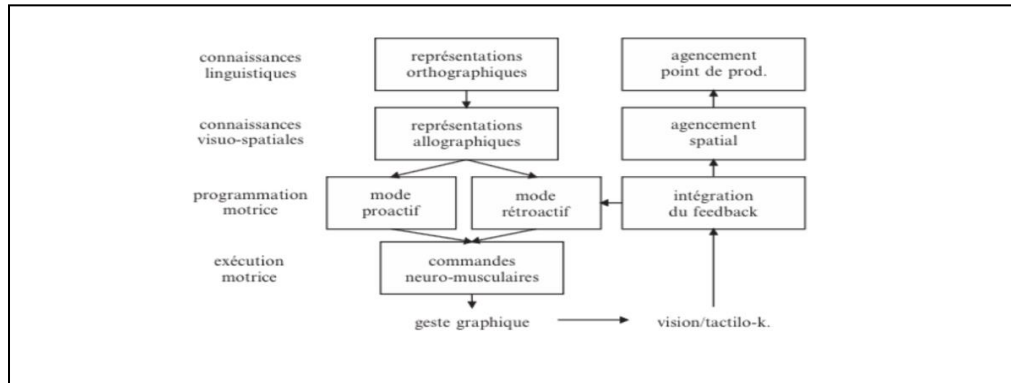 connaissances
linguistiques
représentations
orthographiques
agencement
point de prod.
connaissances
visuo-spatiales
représentations
allographiques
agencement
spatial
programmation
motrice
mode
proactif
mode
rétroactif
intégration
du feedback
exécution
motrice
commandes
neuro-musculaires
geste graphique
vision/tactilo-k.